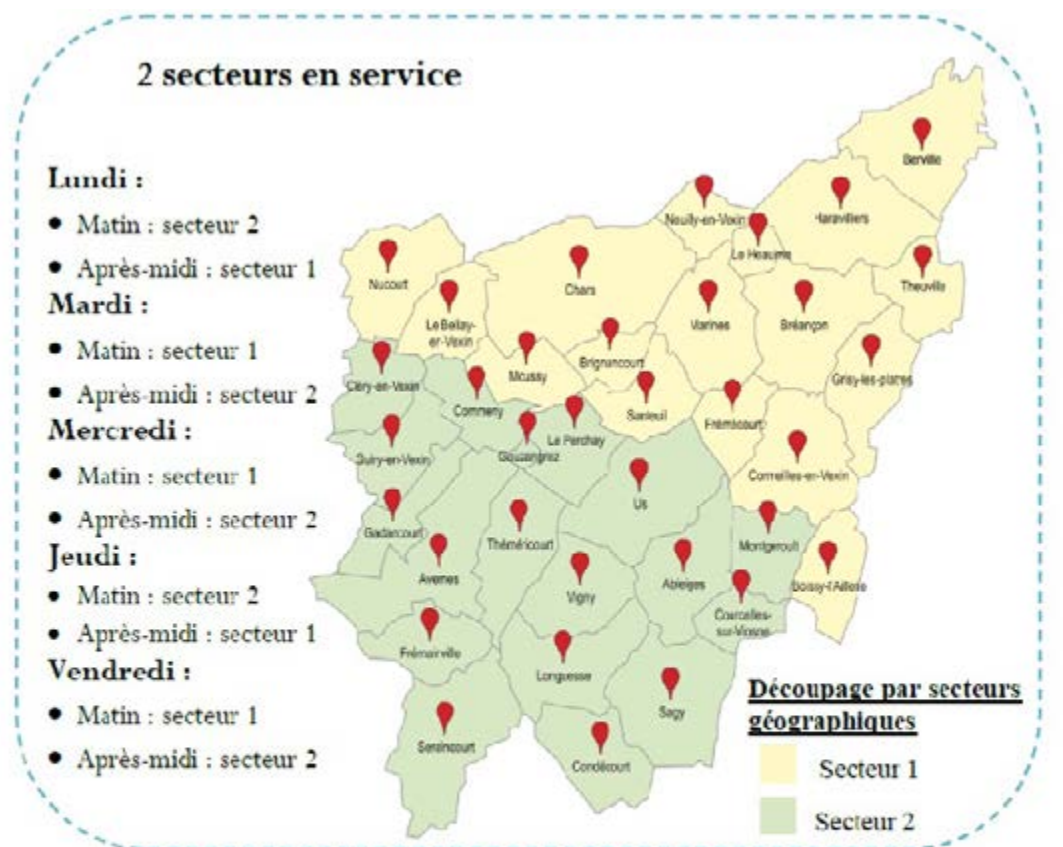 2 secteurs en service
Lundi :
• Matin : secteur 2
• Après-midi : secteur 1
Mardi :
• Matin : secteur 1
• Après-midi : secteur 2
Mercredi :
• Matin : secteur 1
• Après-midi : secteur 2
Jeudi :
• Matin : secteur 2
• Après-midi : secteur 1
Vendredi :
• Matin : secteur 1
• Après-midi : secteur 2
Berville
Neuilly-en-Vexin
Haravilliers
Le Heaume
Theuville
Nucourt
Chars
Marines
Bréançon
Le Bellay-
en-Vexin
Moussy
Brignancourt
Grisy-les-platres
Cléry-en-Vexin
Commeny
Santeuil
Frémécourt
Gouzangrez
Le Perchay
Guiry-en-Vexin
Cormeilles-en-Vexin
Us
Gadancourt
Théméricourt
Montgeroult
Avernes
Vigny
Ableiges
Boissy-l'Aillerie
Courcelles-
sur-Viosne
Frémainville
Longuesse
Sagy
Seraincourt
Condécourt
Découpage par secteurs
géographiques
Secteur 1
Secteur 2